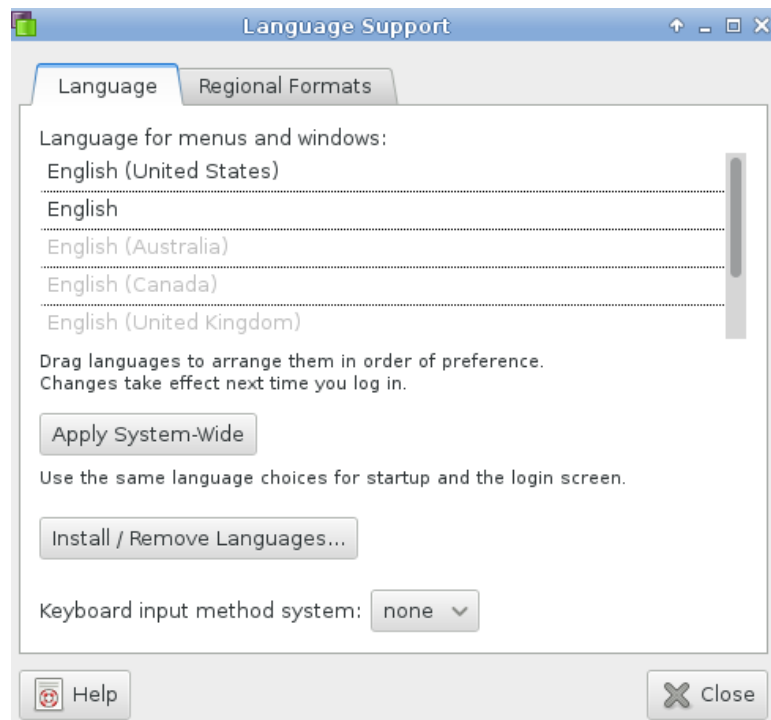 Language Support
Language
Regional Formats
Language for menus and windows:
English (United States)
English
English (Australia)
English (Canada)
English (United Kingdom)
Drag languages to arrange them in order of preference.
Changes take effect next time you log in.
Apply System-Wide
Use the same language choices for startup and the login screen.
Install / Remove Languages...
Keyboard input method system: none
Help
Close